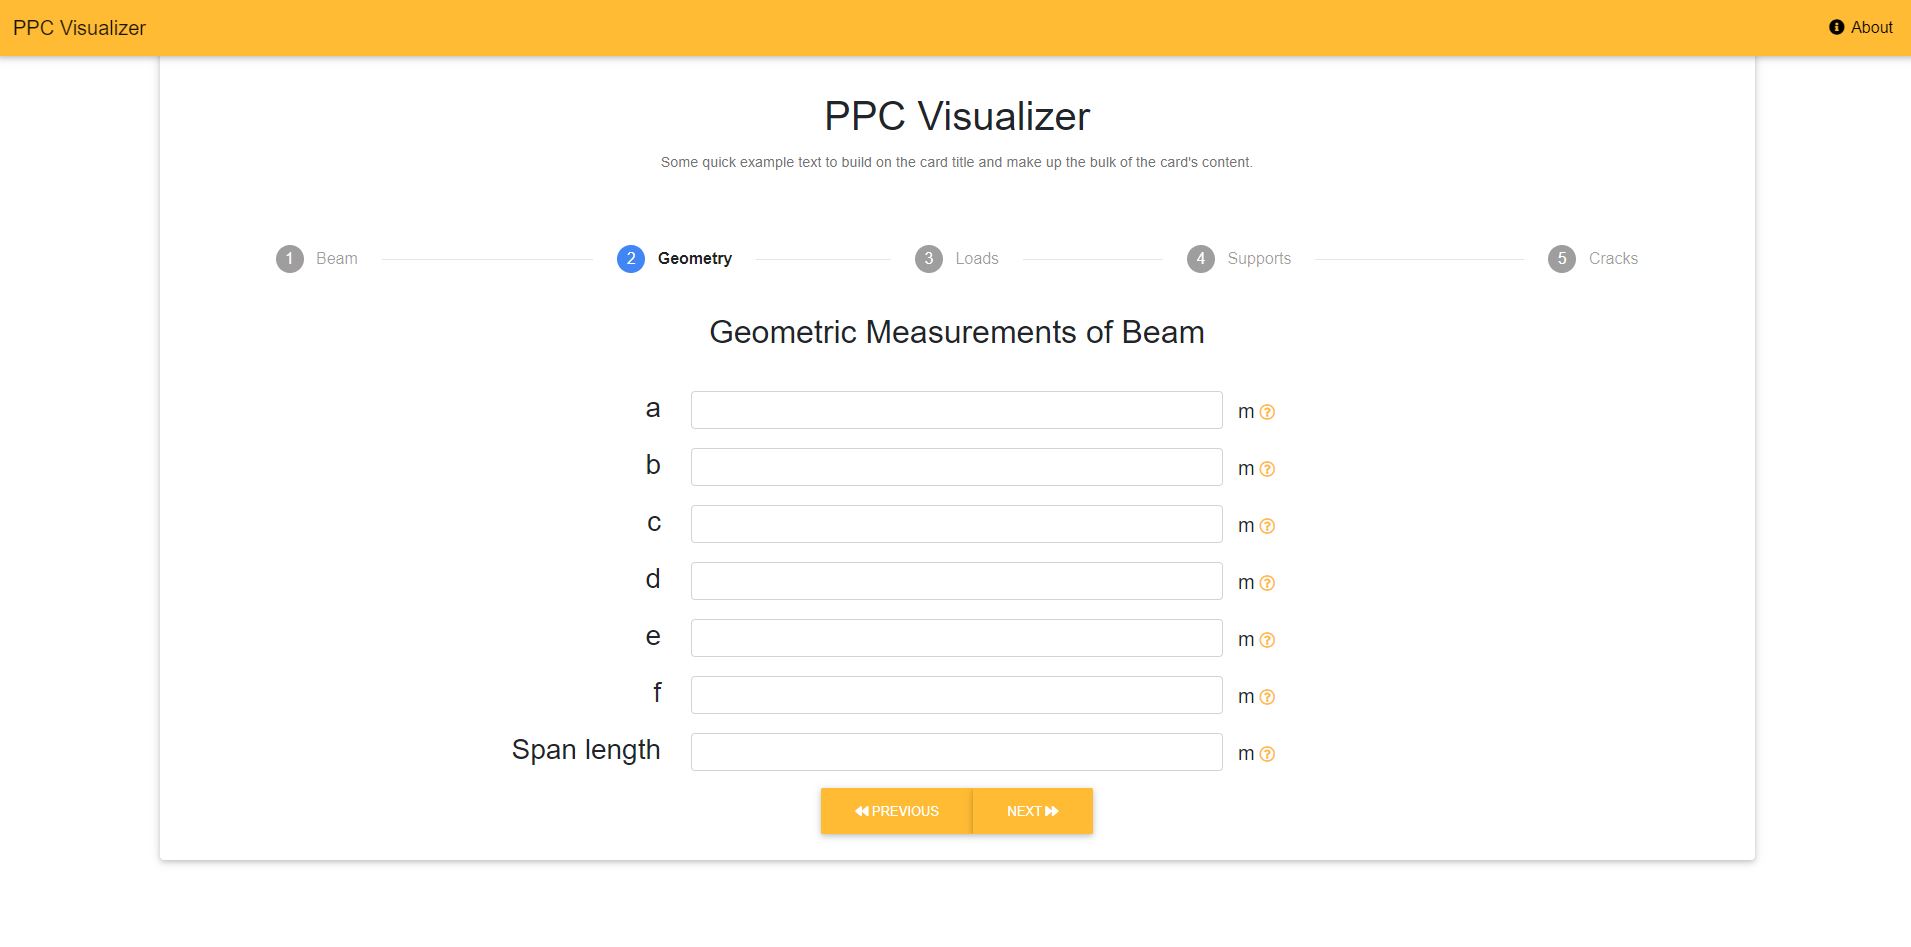 PPC Visualizer
About
PPC Visualizer
Some quick example text to build on the card title and make up the bulk of the card's content.
1 Beam 2 Geometry 3 Loads 4 Supports 5 Cracks
Geometric Measurements of Beam
a m
b m
c m
d m
e m
f m
Span length m
PREVIOUS NEXT